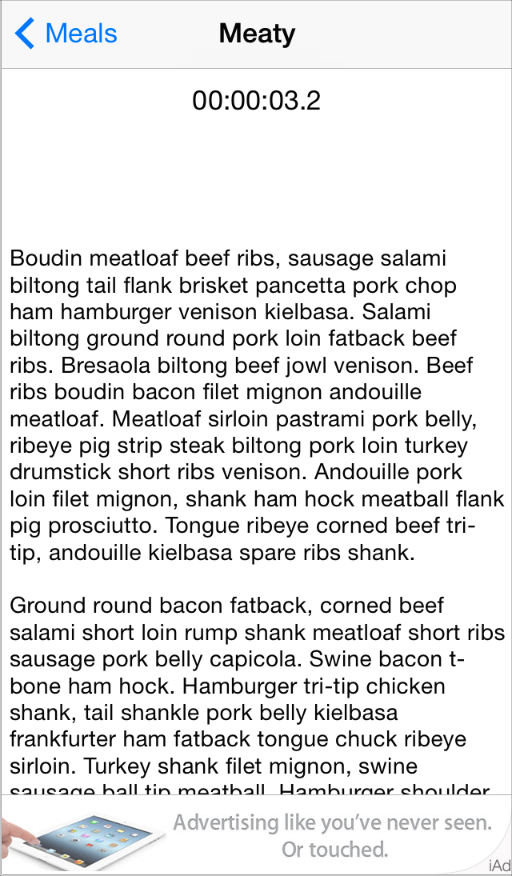 Meals
Meaty
00:00:03.2
Boudin meatloaf beef ribs, sausage salami
biltong tail flank brisket pancetta pork chop
ham hamburger venison kielbasa. Salami
biltong ground round pork loin fatback beef
ribs. Bresaola biltong beef jowl venison. Beef
ribs boudin bacon filet mignon andouille
meatloaf. Meatloaf sirloin pastrami pork belly,
ribeye pig strip steak biltong pork loin turkey
drumstick short ribs venison. Andouille pork
loin filet mignon, shank ham hock meatball flank
pig prosciutto. Tongue ribeye corned beef tri-
tip, andouille kielbasa spare ribs shank.
Ground round bacon fatback, corned beef
salami short loin rump shank meatloaf short ribs
sausage pork belly capicola. Swine bacon t-
bone ham hock. Hamburger tri-tip chicken
shank, tail shankle pork belly kielbasa
frankfurter ham fatback tongue chuck ribeye
sirloin. Turkey shank filet mignon, swine
sausage ball tip meatball. Hamburger shoulder
Advertising like you've never seen.
Or touched.
iAd